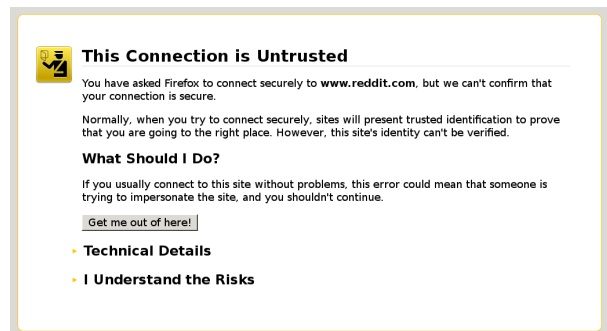 This Connection is Untrusted
You have asked Firefox to connect securely to www.reddit.com, but we can't confirm that
your connection is secure.
Normally, when you try to connect securely, sites will present trusted identification to prove
that you are going to the right place. However, this site's identity can't be verified.
What Should I Do?
If you usually connect to this site without problems, this error could mean that someone is
trying to impersonate the site, and you shouldn't continue.
Get me out of here!
Technical Details
I Understand the Risks